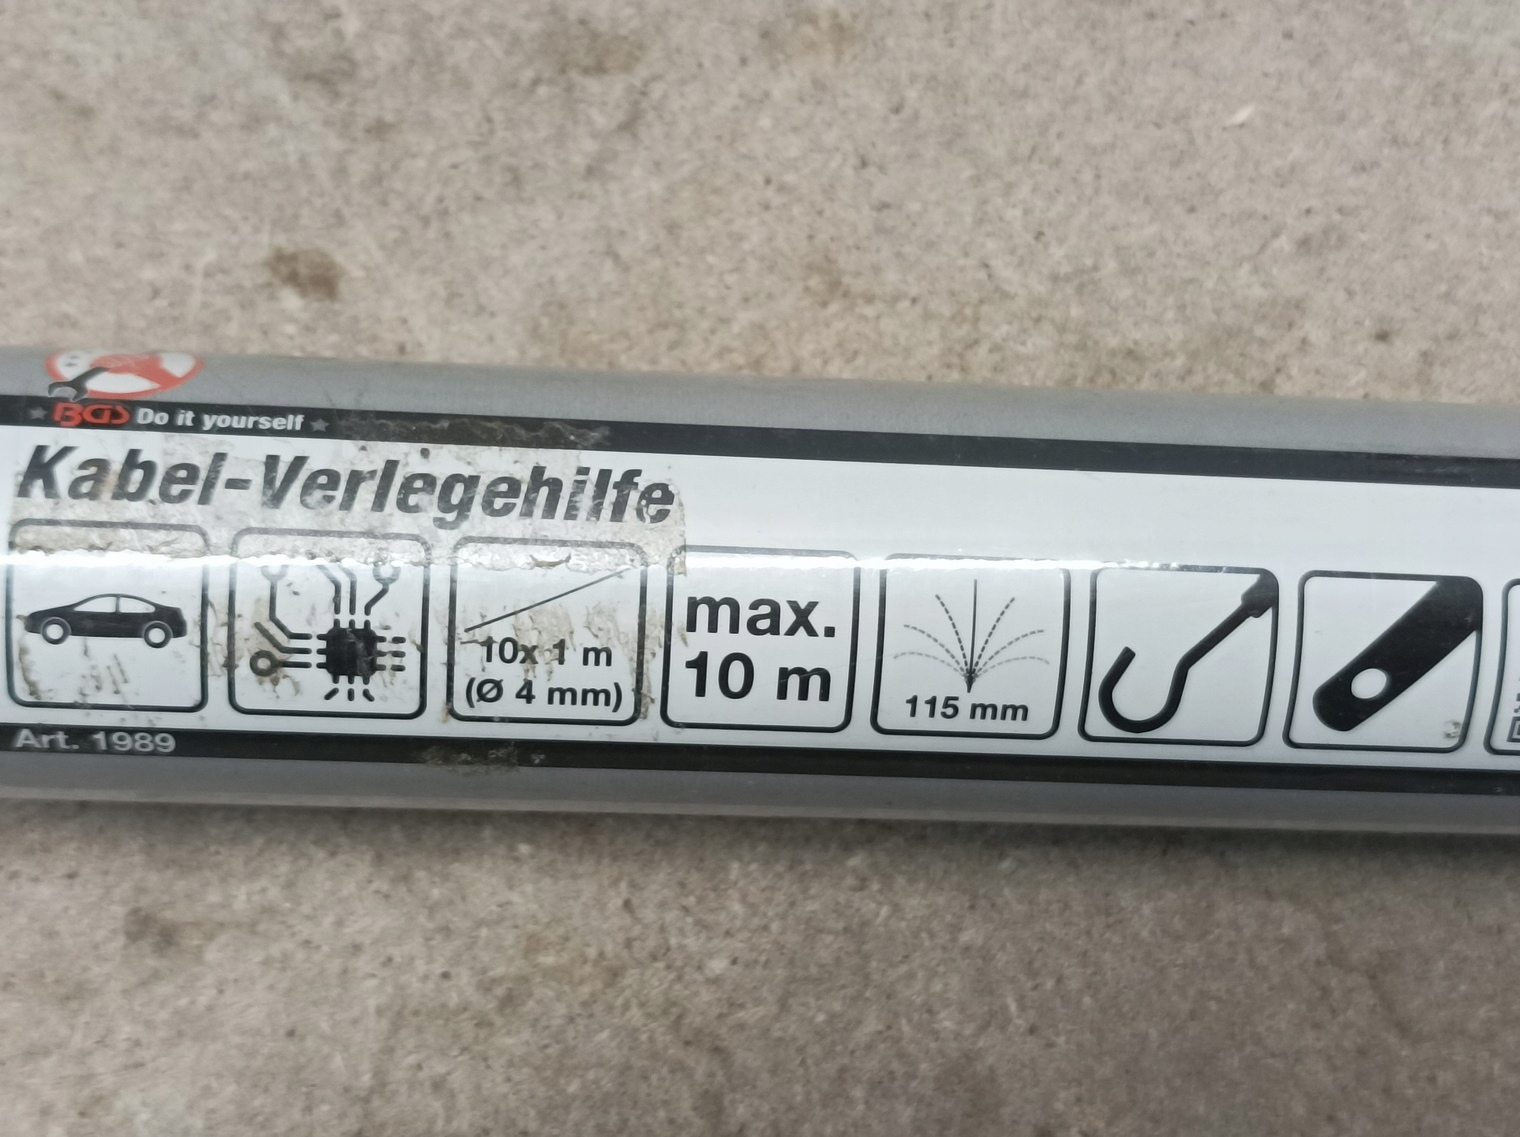 BGS Do it yourself
Kabel-Verlegehilfe
10x 1 m
(Ø 4 mm)
max.
10 m
115 mm
Art. 1989